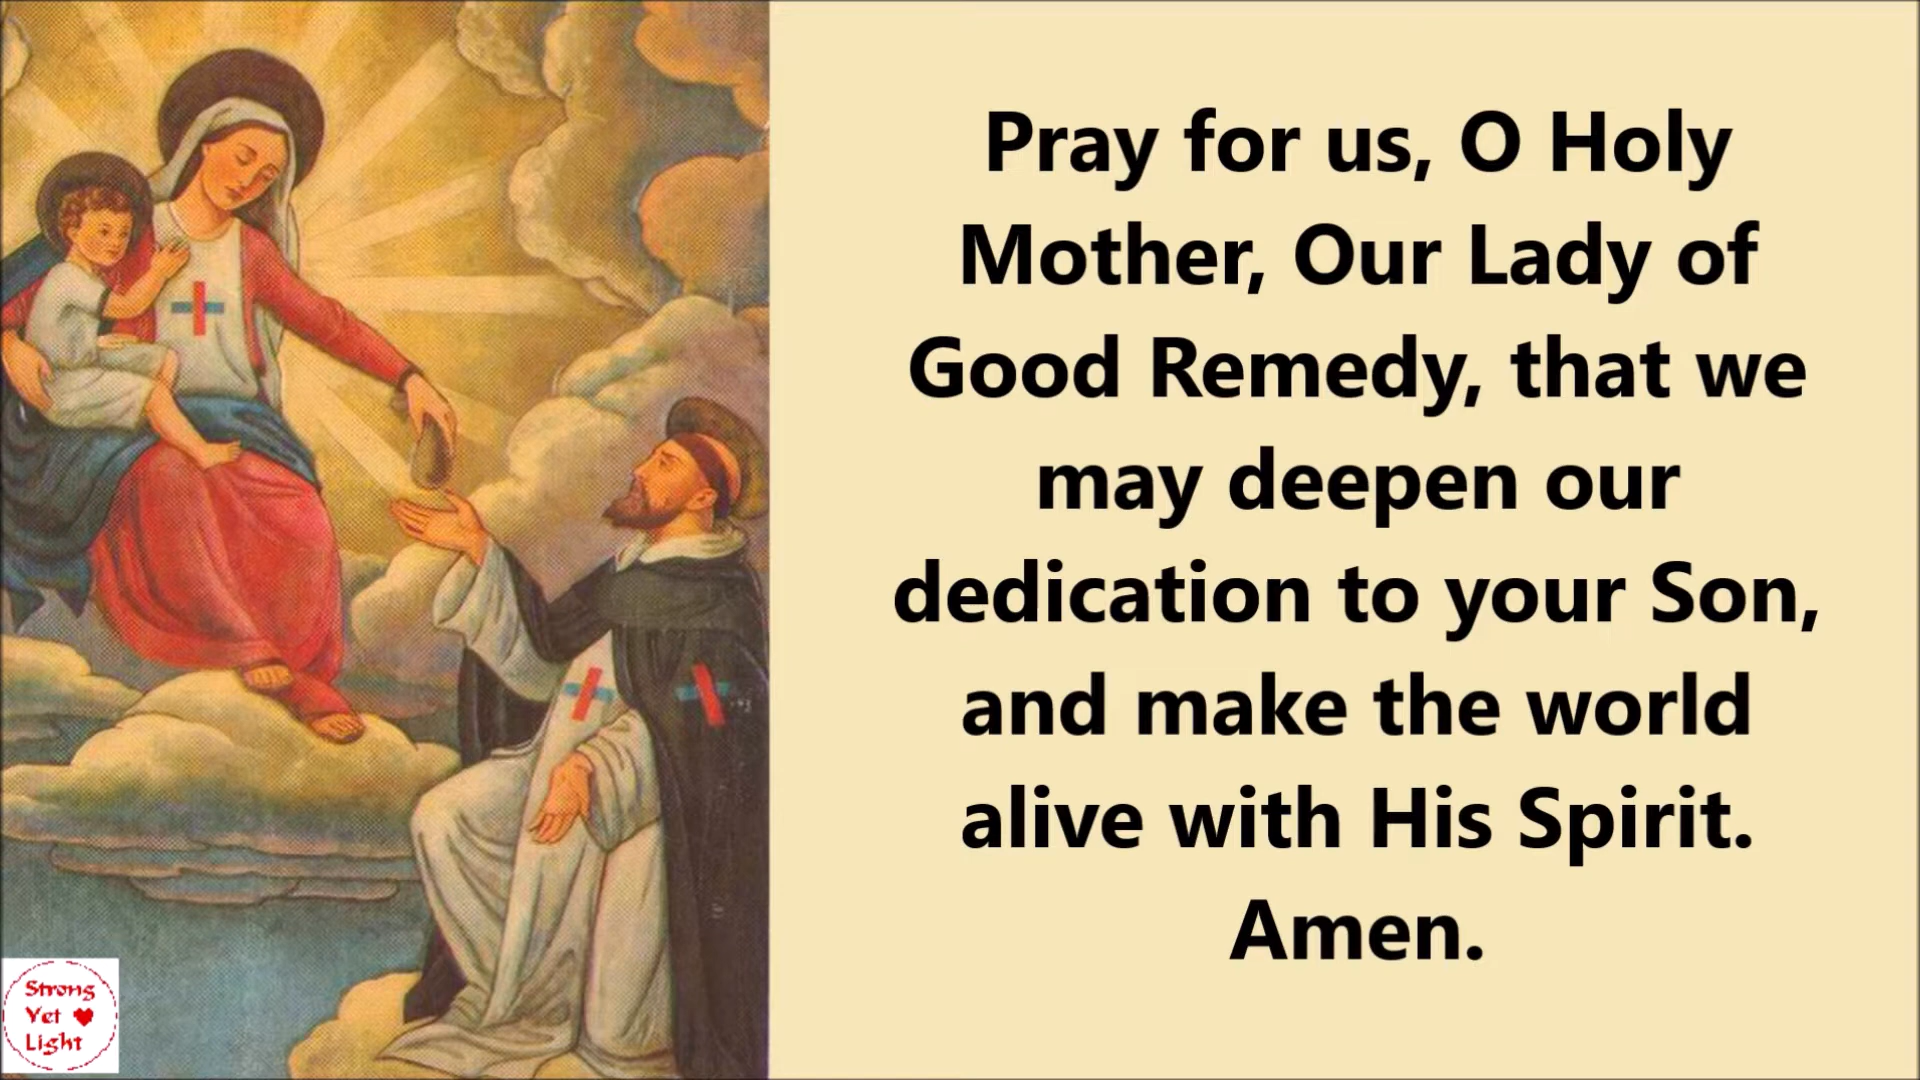 Pray for us, O Holy
Mother, Our Lady of
Good Remedy, that we
may deepen our
dedication to your Son,
and make the world
alive with His Spirit.
Amen.
Strong
Yet
Light